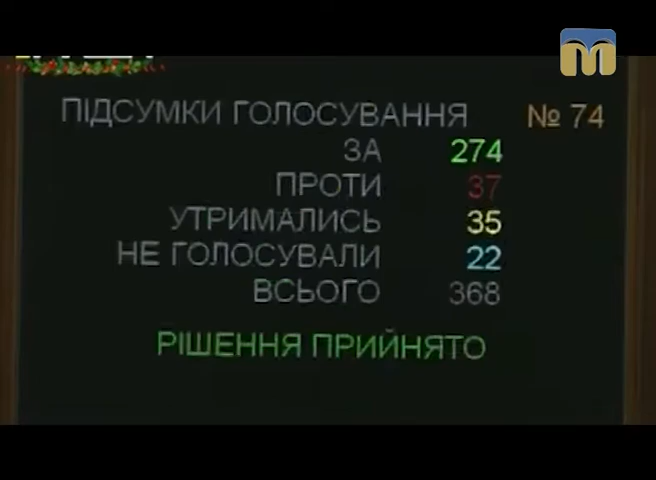 ПІДСУМКИ ГОЛОСУВАННЯ № 74
ЗА 274
ПРОТИ 37
УТРИМАЛИСЬ 35
НЕ ГОЛОСУВАЛИ 22
ВСЬОГО 368
РІШЕННЯ ПРИЙНЯТО